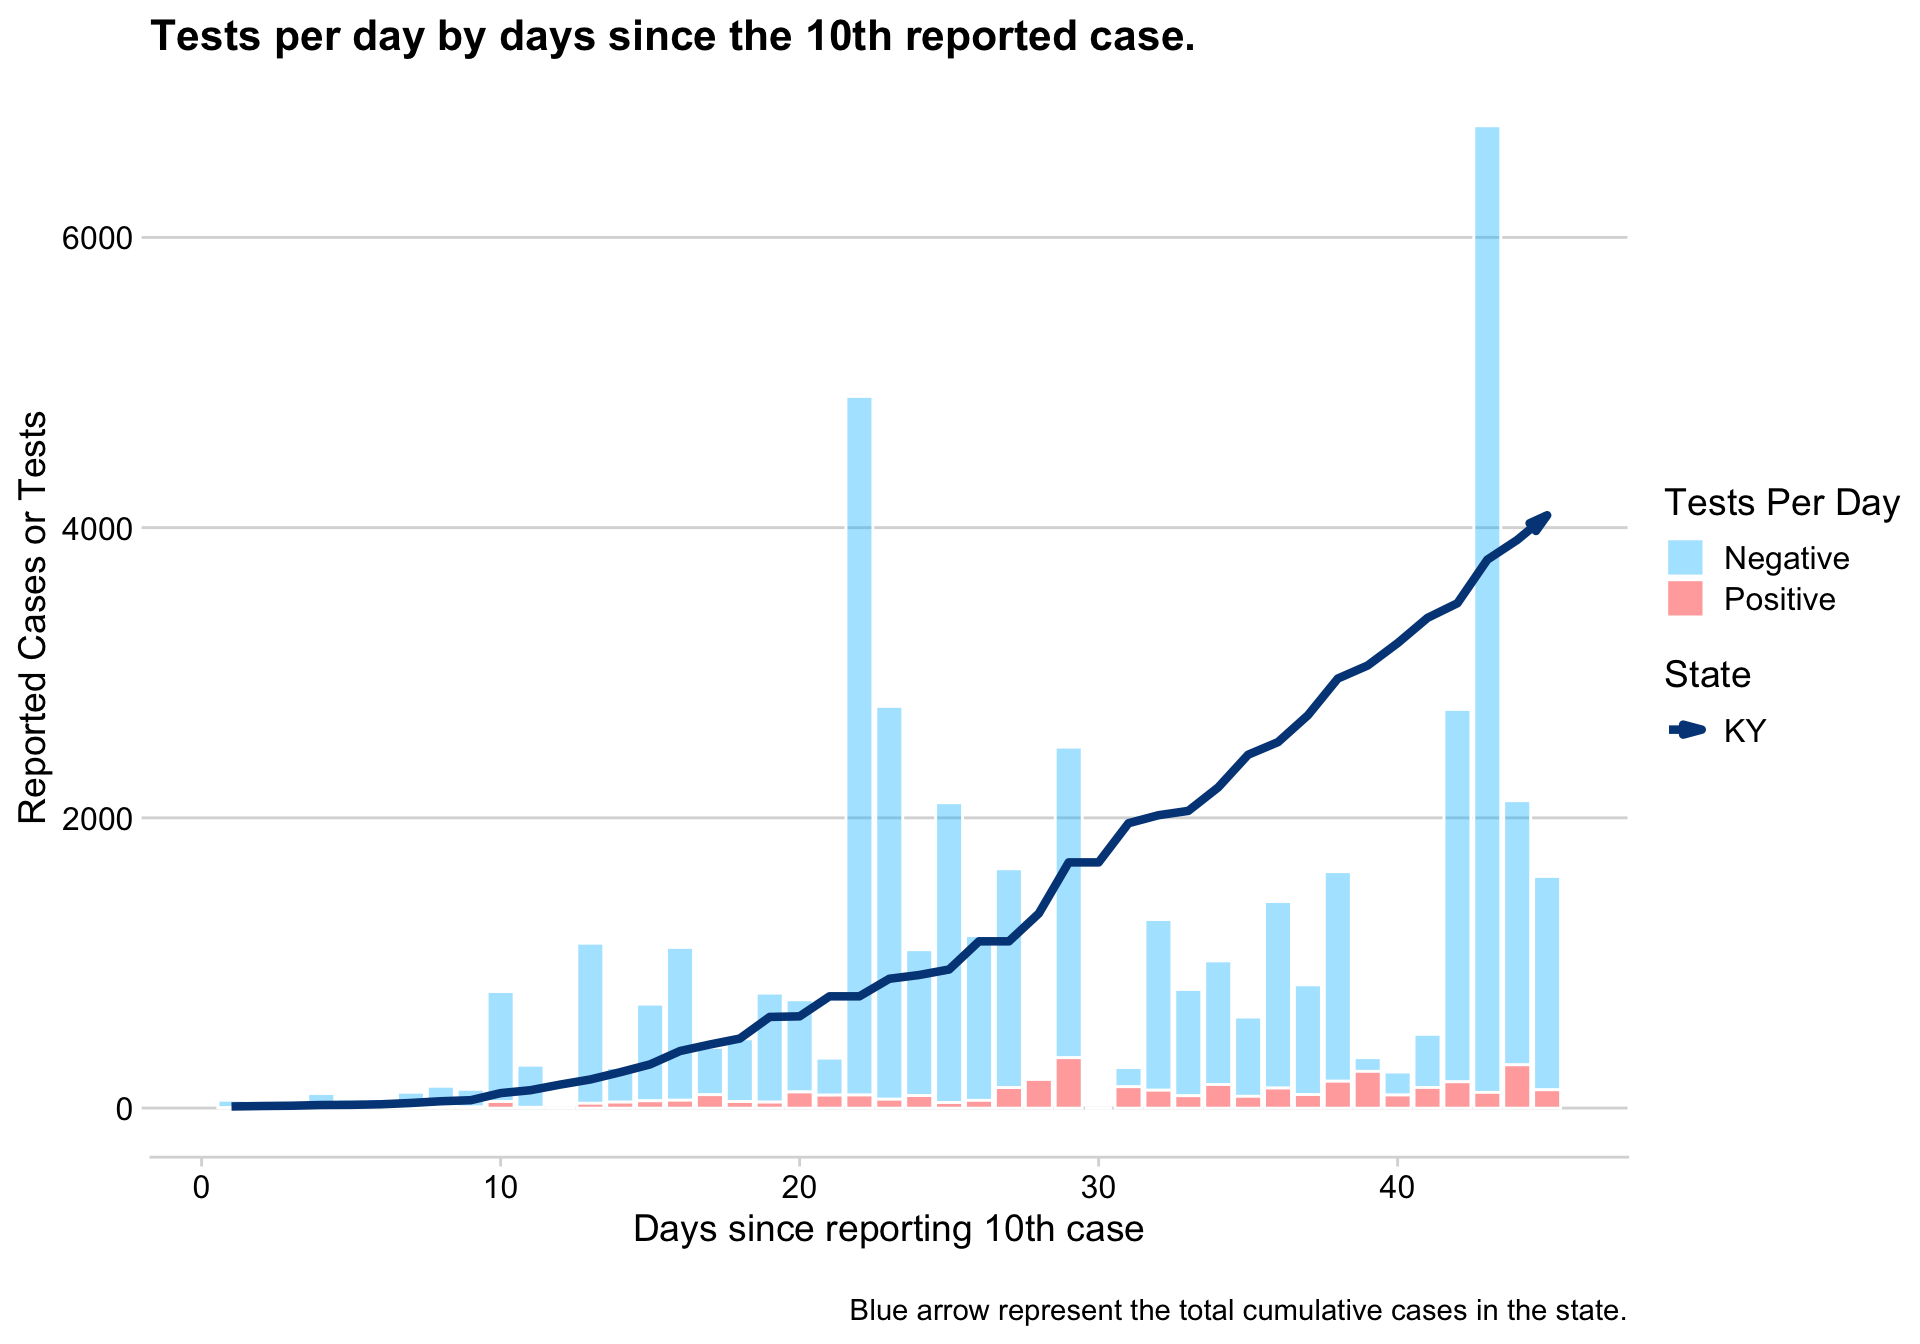 Tests per day by days since the 10th reported case.
Reported Cases or Tests
6000
4000
2000
0
0 10 20 30 40
Days since reporting 10th case
Tests Per Day
Negative
Positive
State
KY
Blue arrow represent the total cumulative cases in the state.